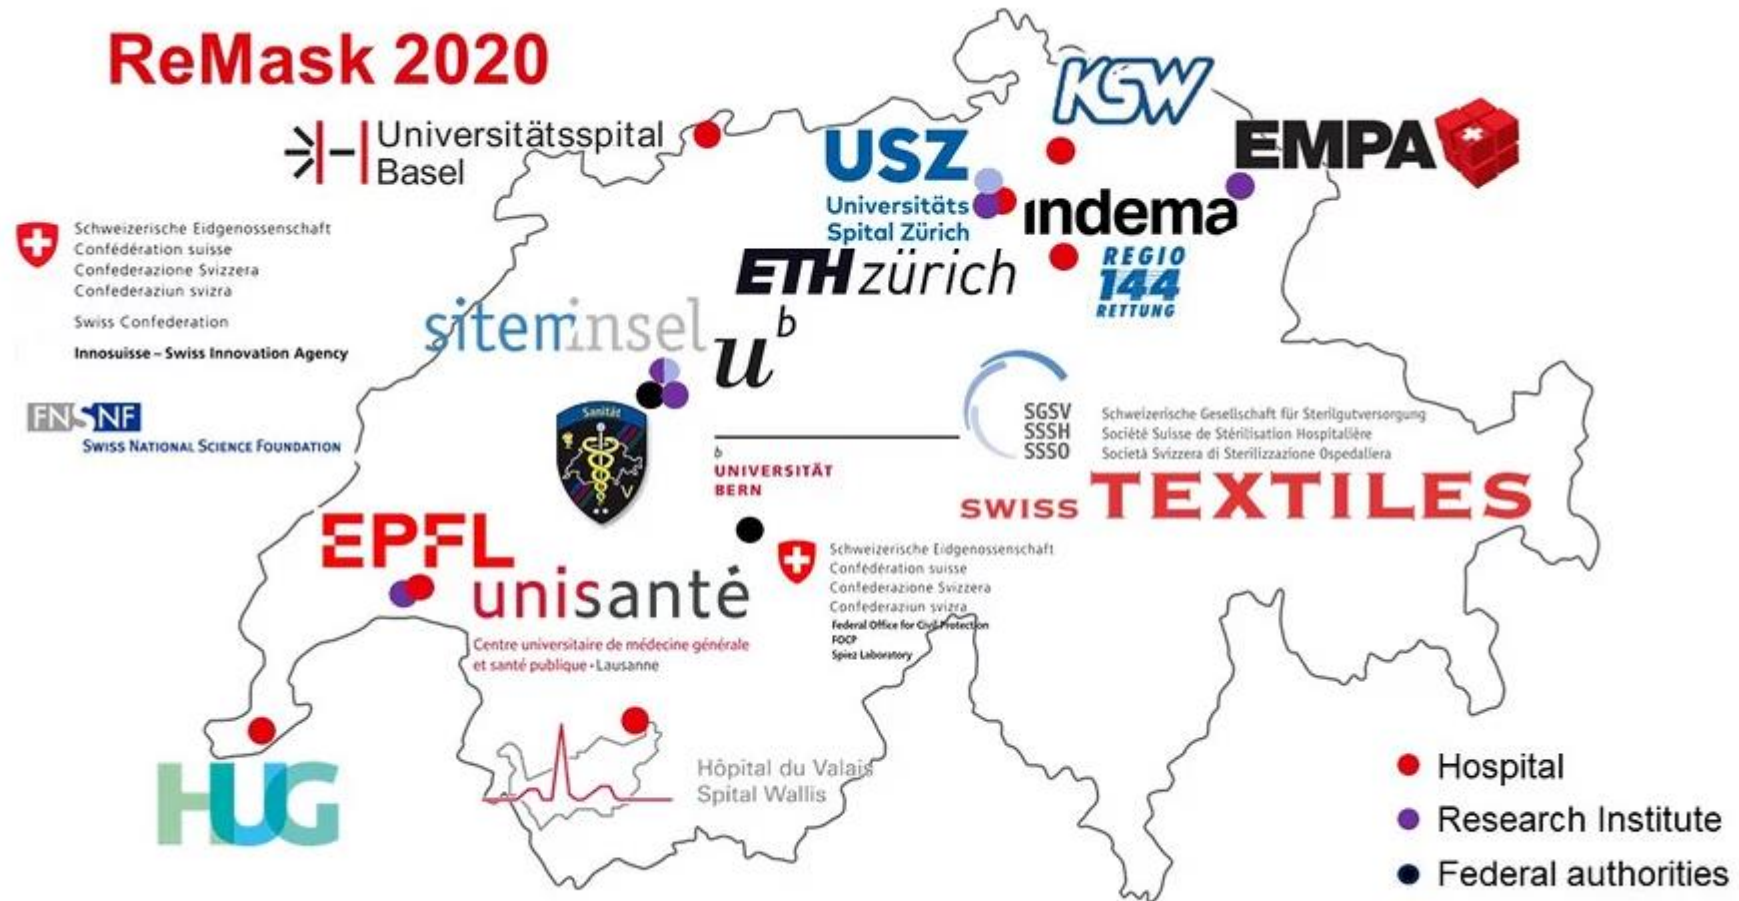 ReMask 2020
KSW
Universitätsspital
Basel
USZ
Universitäts
Spital Zürich
EMPA
ındema
Schweizerische Eidgenossenschaft
Confédération suisse
Confederazione Svizzera
Confederaziun svizra
Swiss Confederation
Innosuisse – Swiss Innovation Agency
ETH zürich
REGIO
144
RETTUNG
siteminsel
u
b
FNSNF
SWISS NATIONAL SCIENCE FOUNDATION
Sanität
SGSV
SSSH
SSSO
Schweizerische Gesellschaft für Sterilgutversorgung
Société Suisse de Stérilisation Hospitalière
Società Svizzera di Sterilizzazione Ospedaliera
b
UNIVERSITÄT
BERN
SWISS TEXTILES
EPFL
unisanté
Centre universitaire de médecine générale
et santé publique • Lausanne
Schweizerische Eidgenossenschaft
Confédération suisse
Confederazione Svizzera
Confederaziun svizra
Federal Office for Civil Protection
FOCP
Spiez Laboratory
HUG
Hôpital du Valais
Spital Wallis
Hospital
Research Institute
Federal authorities